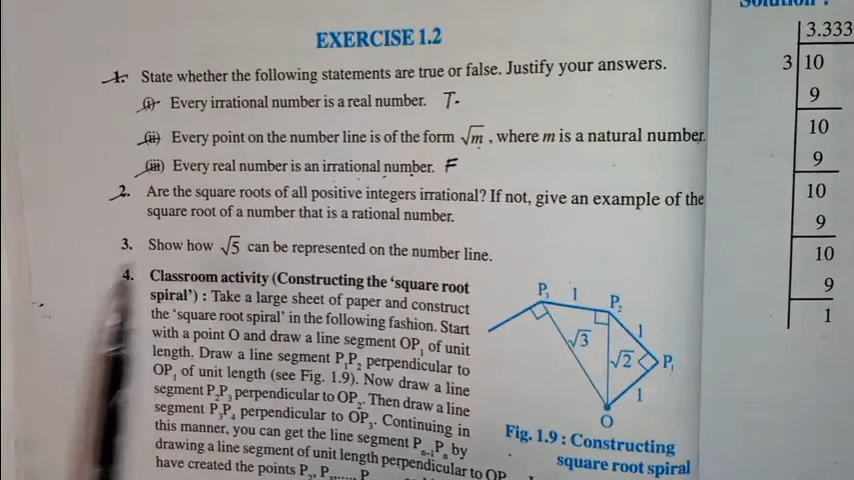 EXERCISE 1.2
1. State whether the following statements are true or false. Justify your answers.
(i) Every irrational number is a real number. T.
(ii) Every point on the number line is of the form √m , where m is a natural number.
(iii) Every real number is an irrational number. F
2. Are the square roots of all positive integers irrational? If not, give an example of the
square root of a number that is a rational number.
3. Show how √5 can be represented on the number line.
4. Classroom activity (Constructing the ‘square root
spiral’) : Take a large sheet of paper and construct
the ‘square root spiral’ in the following fashion. Start
with a point O and draw a line segment OP₁ of unit
length. Draw a line segment P₁P₂ perpendicular to
OP₁ of unit length (see Fig. 1.9). Now draw a line
segment P₂P₃ perpendicular to OP₂. Then draw a line
segment P₃P₄ perpendicular to OP₃. Continuing in
this manner, you can get the line segment Pₙ₋₁Pₙ by
drawing a line segment of unit length perpendicular to OP
have created the points P₂, P₃,....., P
P₃ 1 P₂
1
√3 √2 P₁
1
O
Fig. 1.9 : Constructing
square root spiral
Solution :
3.333
3 10
9
10
9
10
9
10
9
1